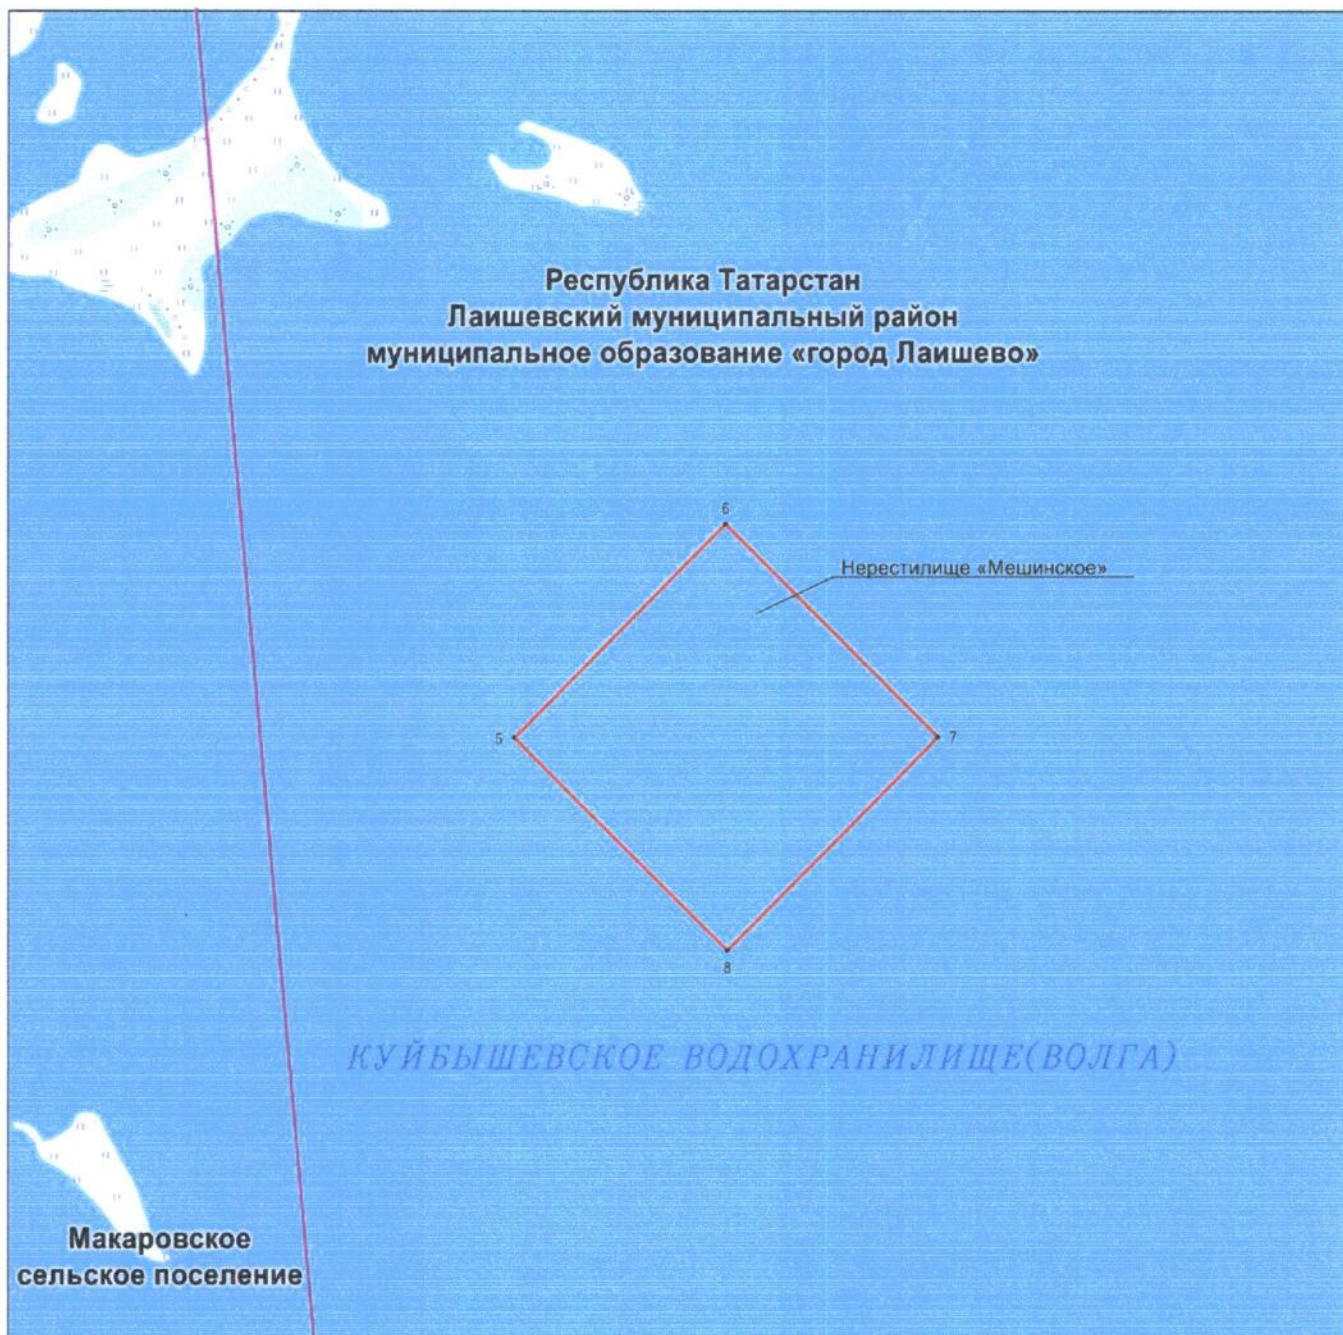 Республика Татарстан
Лаишевский муниципальный район
муниципальное образование «город Лаишево»
6
Нерестилище «Мешинское»
5
7
8
КУЙБЫШЕВСКОЕ ВОДОХРАНИЛИЩЕ(ВОЛГА)
Макаровское
сельское поселение